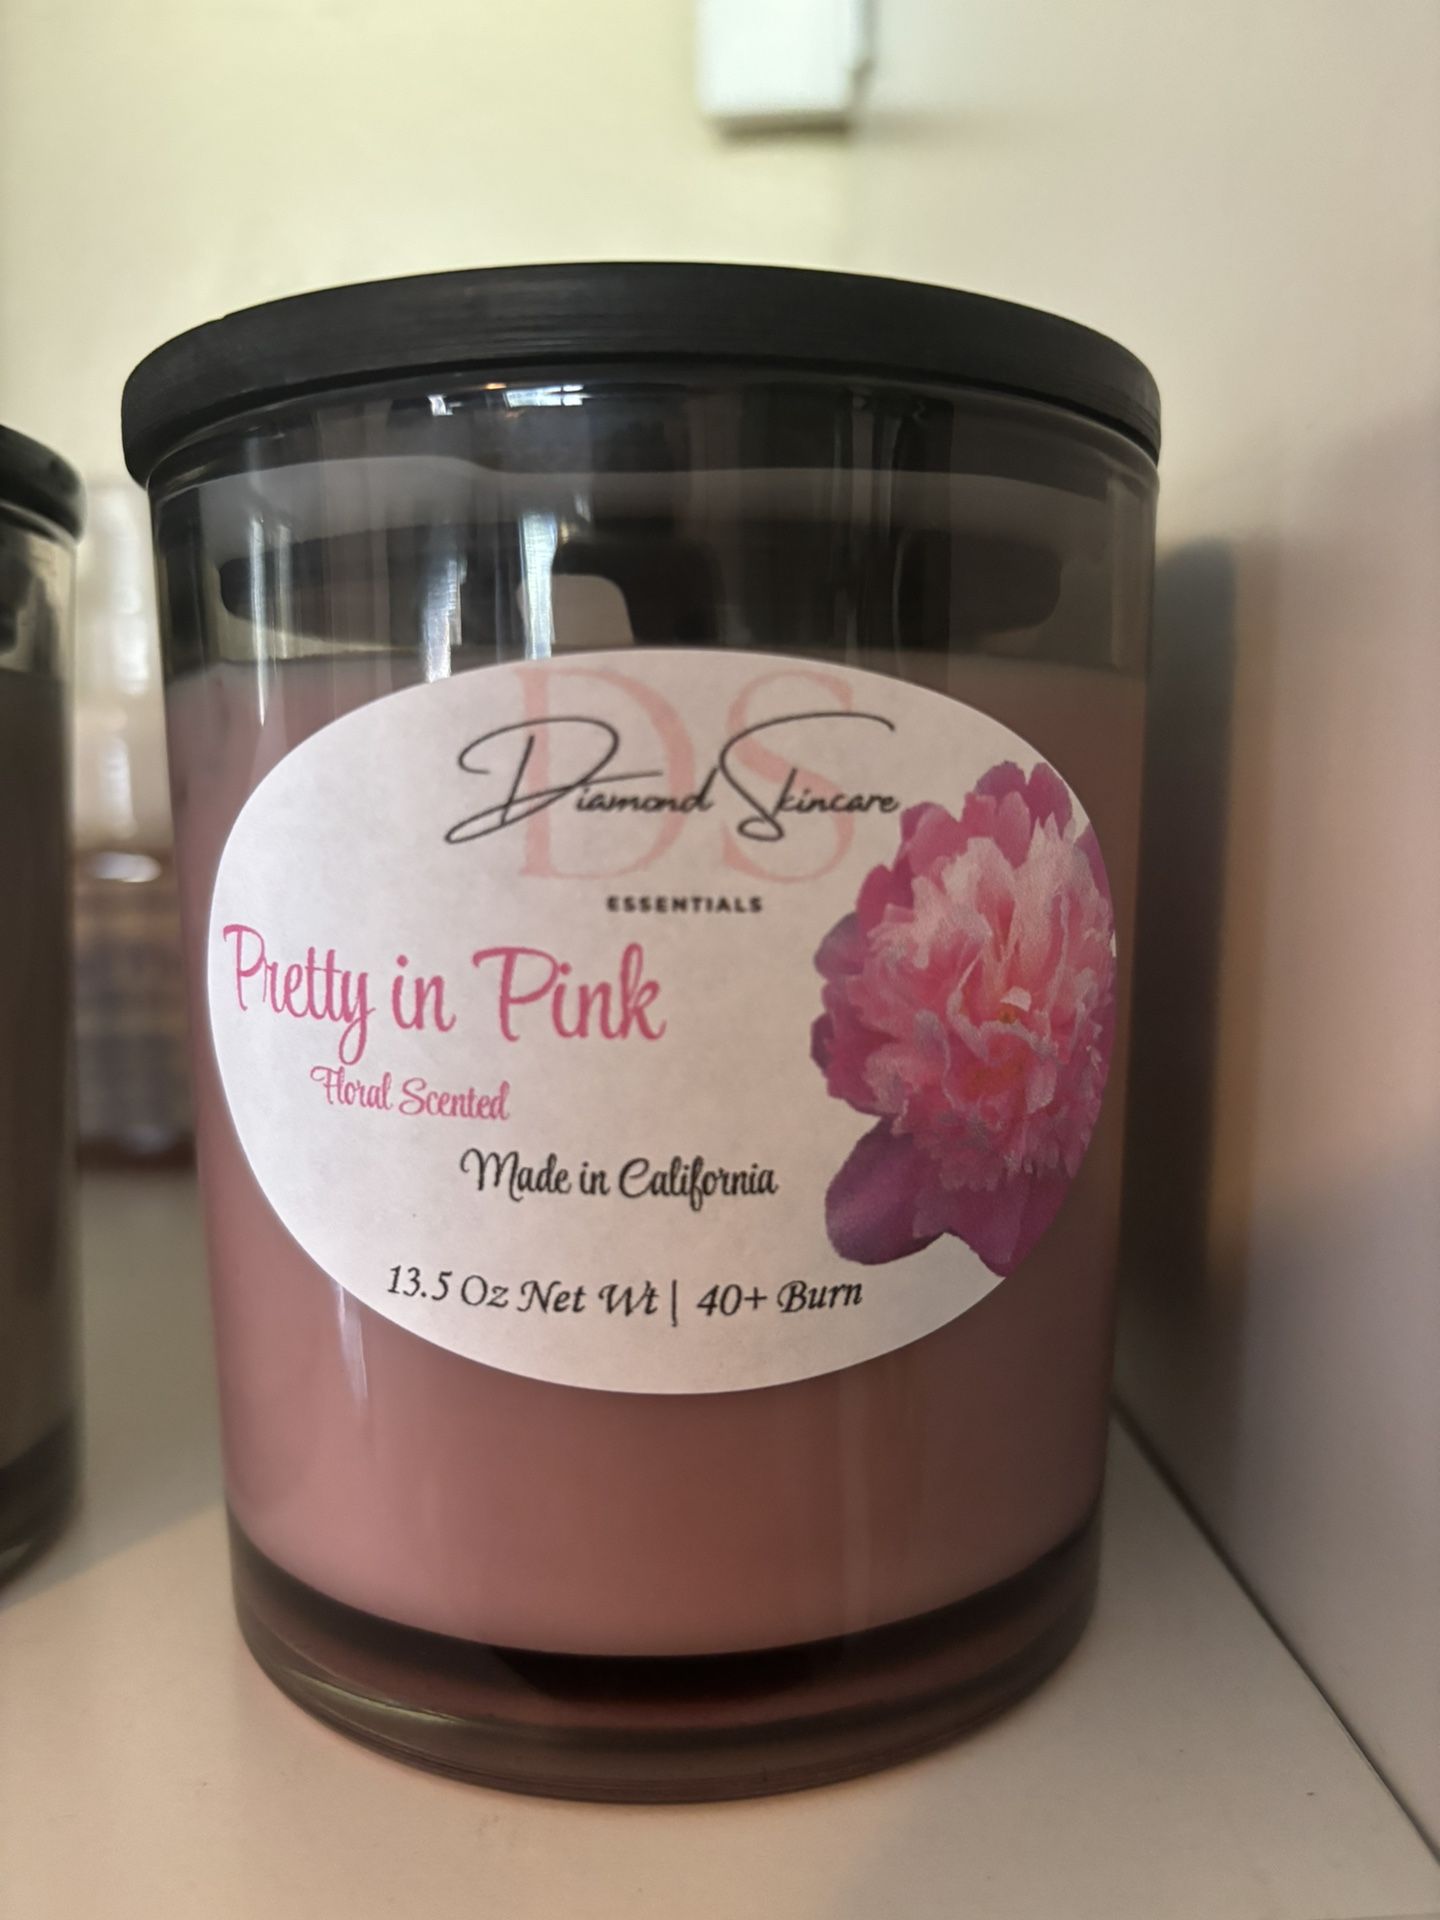 DS
Diamond Skincare
ESSENTIALS
Pretty in Pink
Floral Scented
Made in California
13.5 Oz Net Wt | 40+ Burn